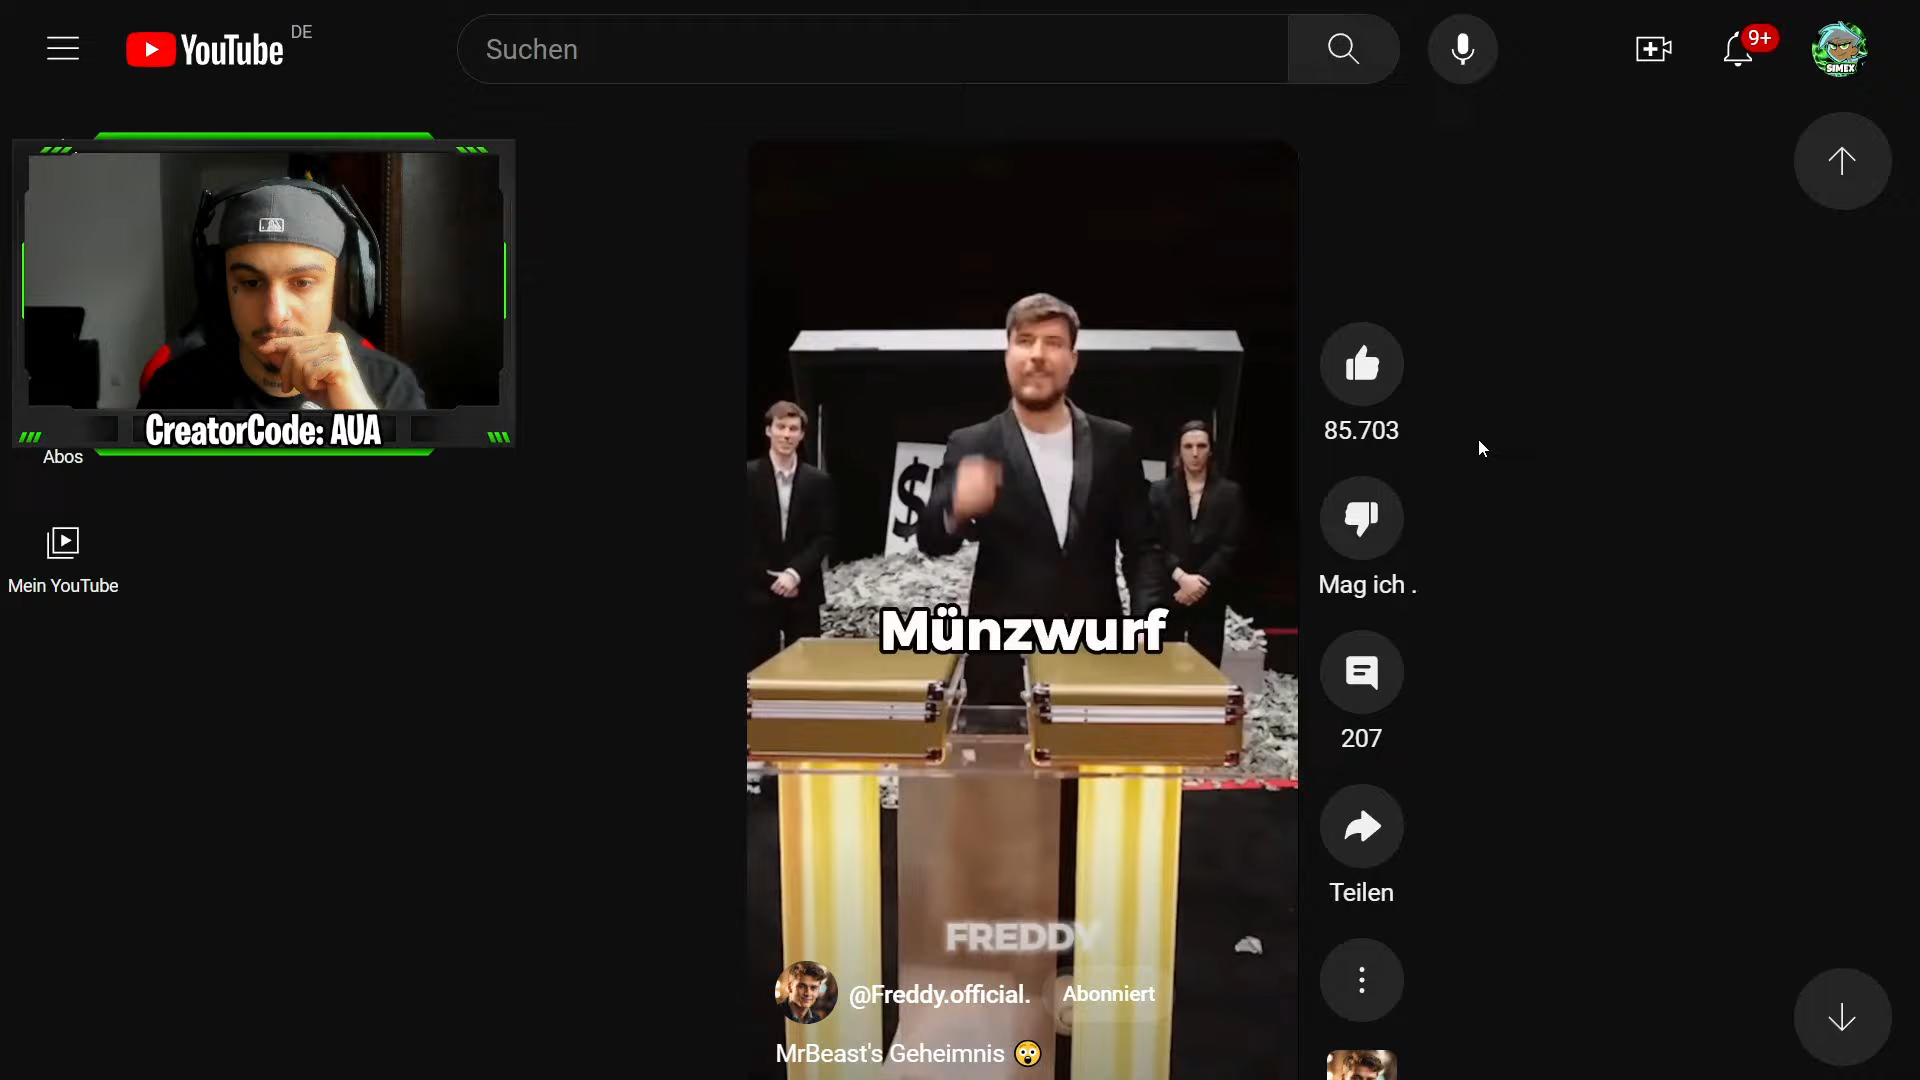 YouTube DE
Suchen
9+
SIMEX
CreatorCode: AUA
Abos
Mein YouTube
$
Münzwurf
85.703
Mag ich .
207
Teilen
FREDDY
@Freddy.official.
Abonniert
MrBeast's Geheimnis 😲